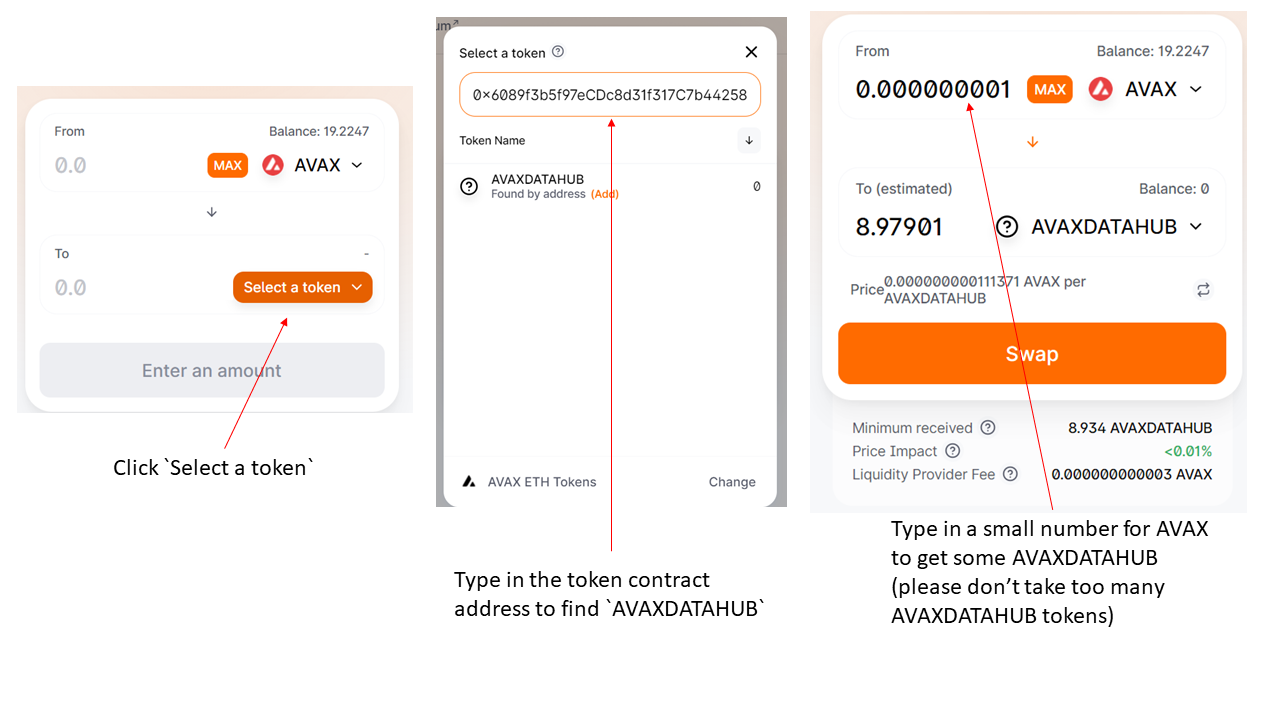 From
Balance: 19.2247
0.0
MAX
AVAX
To
-
0.0
Select a token
Enter an amount
Click `Select a token`
Select a token
0x6089f3b5f97eCDc8d31f317C7b44258
Token Name
AVAXDATAHUB
0
Found by address (Add)
AVAX ETH Tokens
Change
Type in the token contract
address to find `AVAXDATAHUB`
From
Balance: 19.2247
0.000000001
MAX
AVAX
To (estimated)
Balance: 0
8.97901
AVAXDATAHUB
Price
0.000000000111371 AVAX per
AVAXDATAHUB
Swap
Minimum received
8.934 AVAXDATAHUB
Price Impact
<0.01%
Liquidity Provider Fee
0.000000000003 AVAX
Type in a small number for AVAX
to get some AVAXDATAHUB
(please don’t take too many
AVAXDATAHUB tokens)